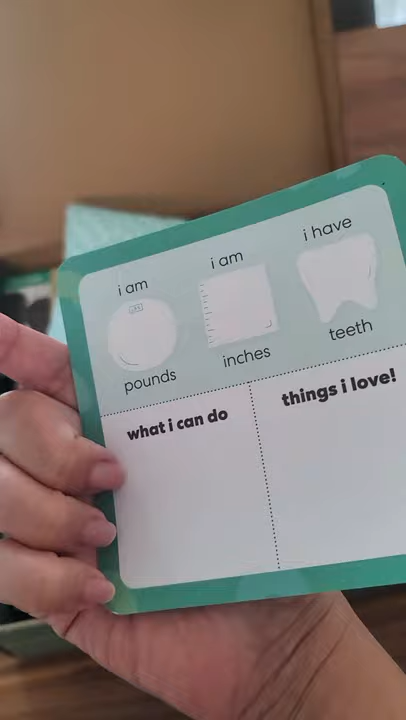 i am
i am
i have
pounds
inches
teeth
what i can do
things i love!